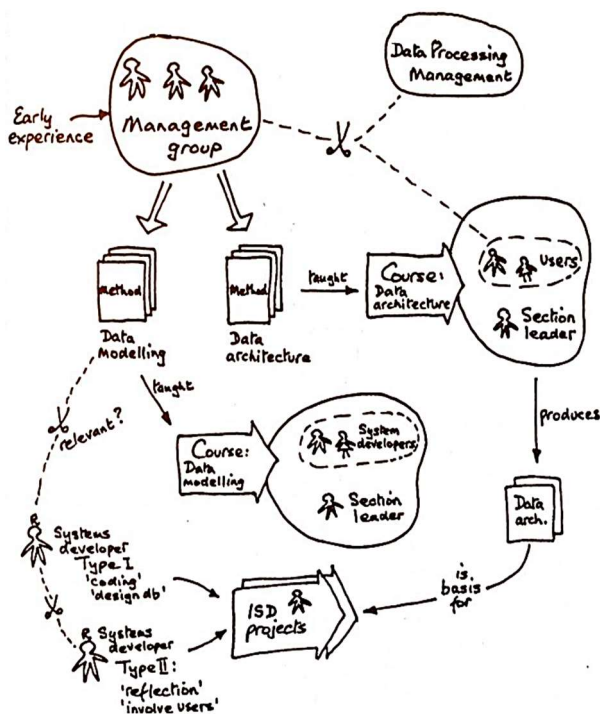 Data Processing
Management
Early
experience
Management
group
Method
Data
Modelling
Method
Data
architecture
taught
Course:
Data
architecture
Users
Section
leader
taught
relevant?
Course:
Data
modelling
System
developers
Section
leader
produces
Data
arch.
Systems
developer
Type I
'coding'
'design db'
ISD
projects
is
basis
for
Systems
developer
Type II:
'reflection'
'involve users'